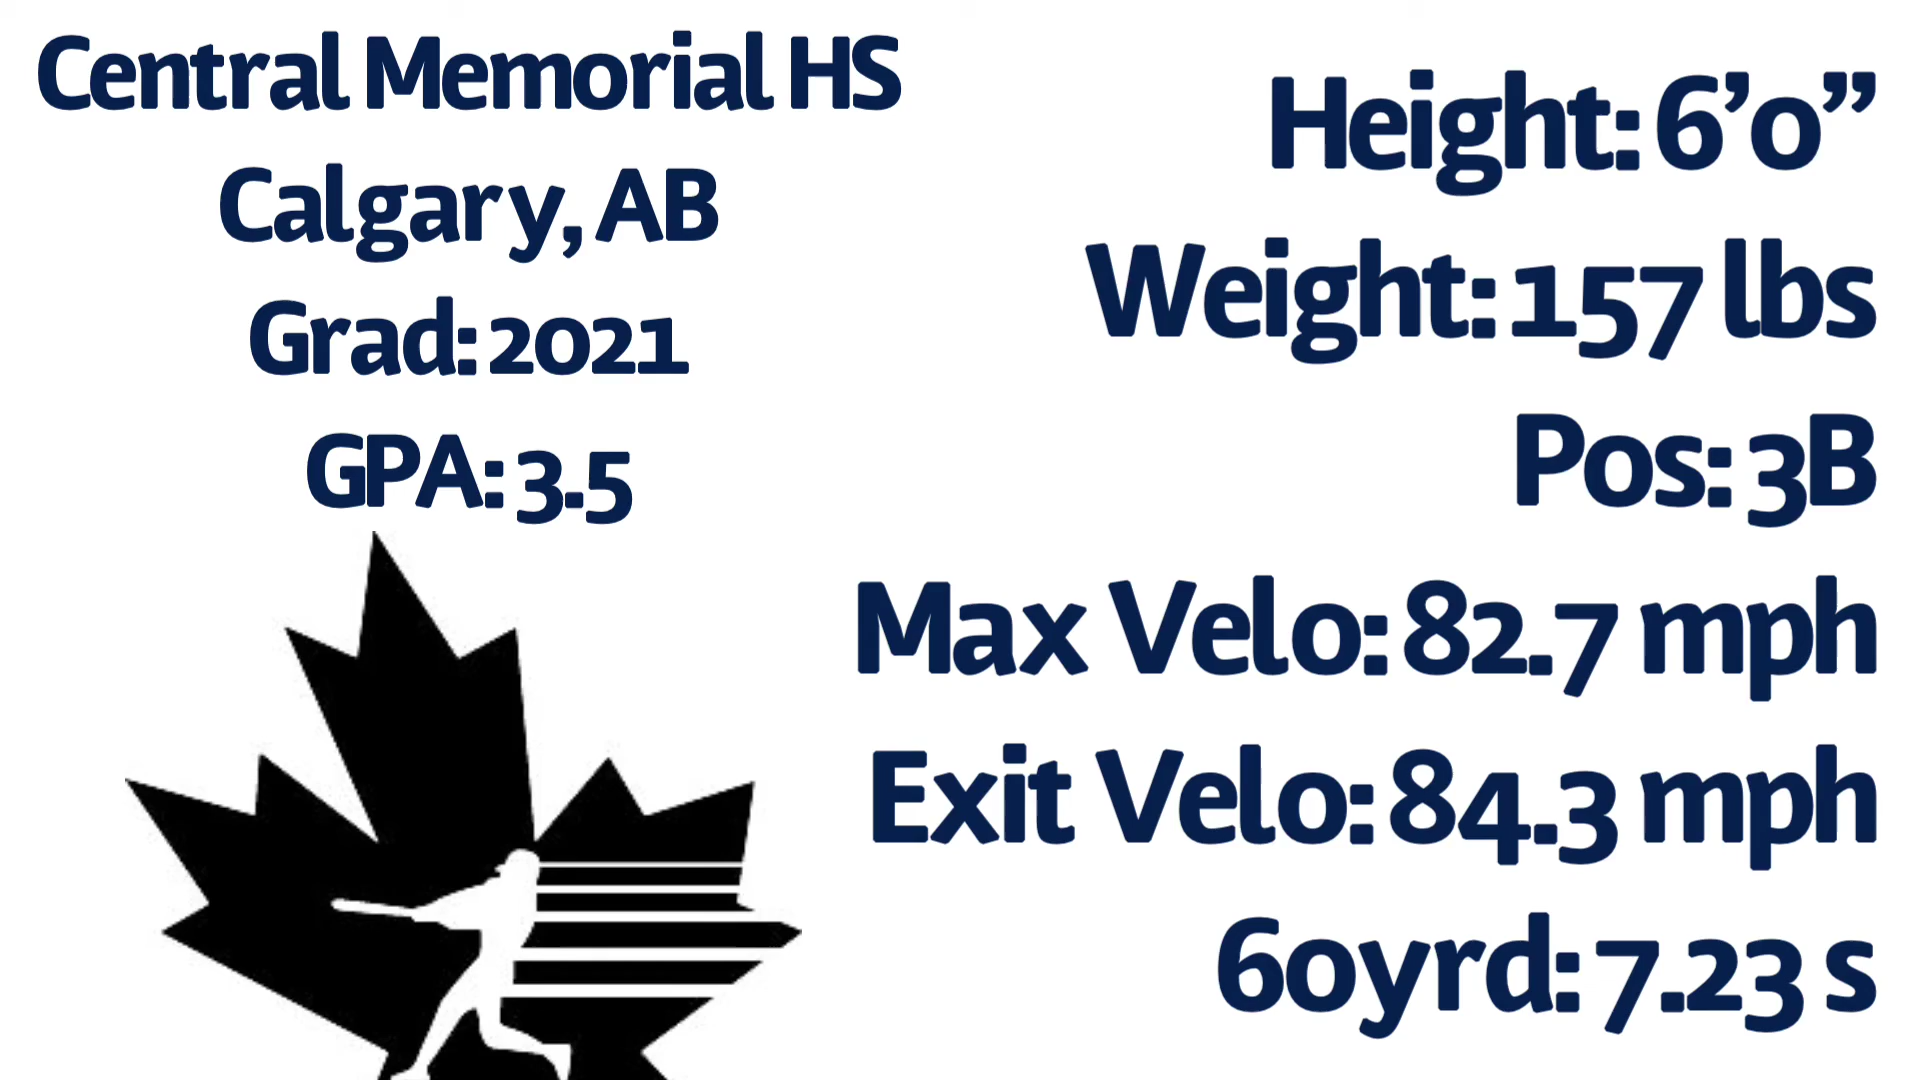 Central Memorial HS
Calgary, AB
Grad: 2021
GPA: 3.5
Height: 6’0”
Weight: 157 lbs
Pos: 3B
Max Velo: 82.7 mph
Exit Velo: 84.3 mph
60yrd: 7.23 s